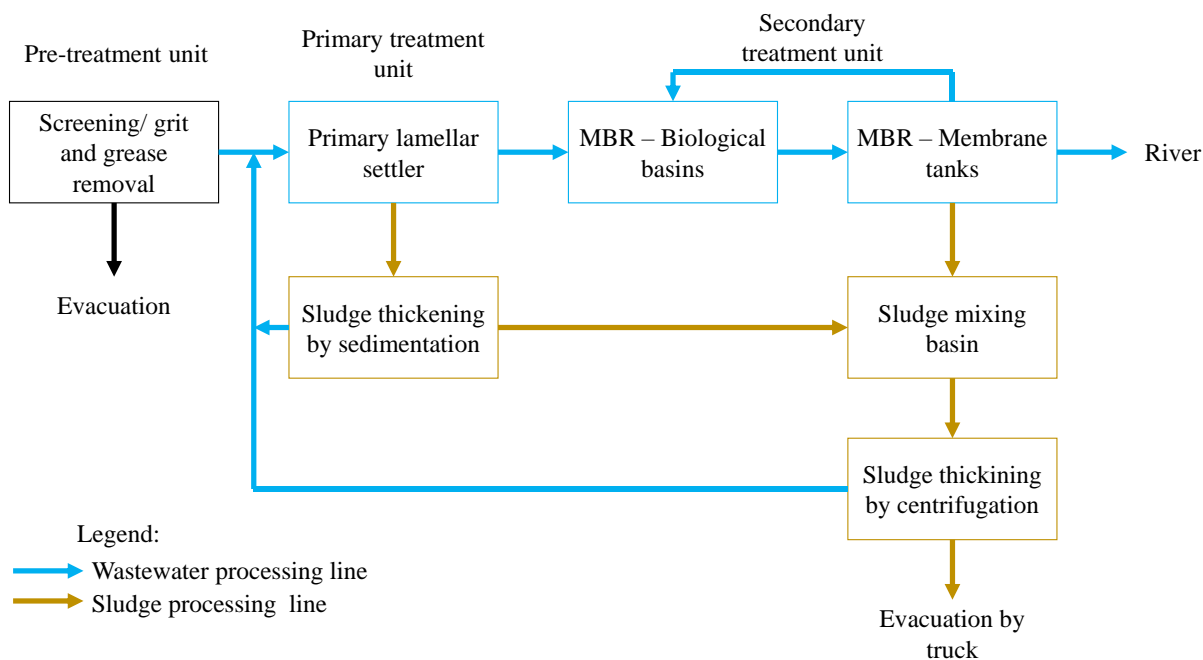 Pre-treatment unit
Primary treatment
unit
Secondary
treatment unit
Screening/ grit
and grease
removal
Primary lamellar
settler
MBR – Biological
basins
MBR – Membrane
tanks
River
Evacuation
Sludge thickening
by sedimentation
Sludge mixing
basin
Sludge thickining
by centrifugation
Legend:
Wastewater processing line
Sludge processing line
Evacuation by
truck